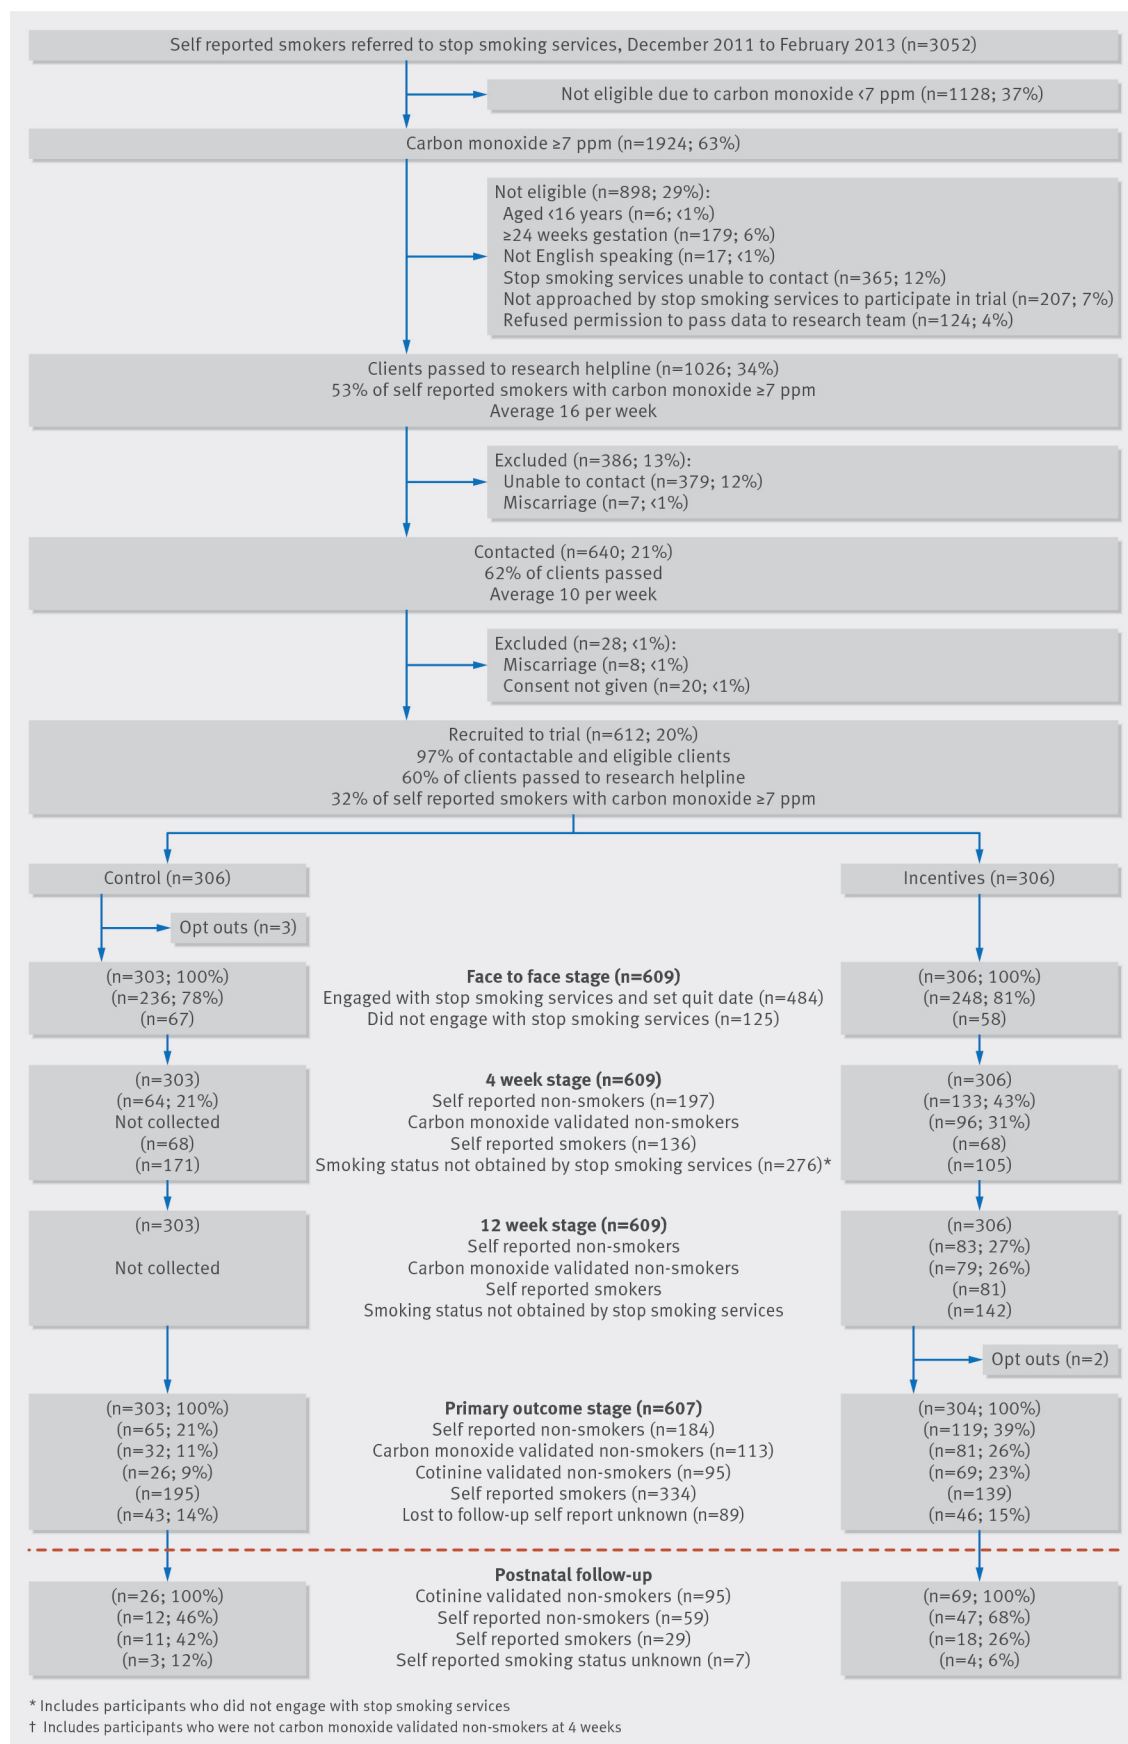 Self reported smokers referred to stop smoking services, December 2011 to February 2013 (n=3052)
Not eligible due to carbon monoxide <7 ppm (n=1128; 37%)
Carbon monoxide ≥7 ppm (n=1924; 63%)
Not eligible (n=898; 29%):
Aged <16 years (n=6; <1%)
≥24 weeks gestation (n=179; 6%)
Not English speaking (n=17; <1%)
Stop smoking services unable to contact (n=365; 12%)
Not approached by stop smoking services to participate in trial (n=207; 7%)
Refused permission to pass data to research team (n=124; 4%)
Clients passed to research helpline (n=1026; 34%)
53% of self reported smokers with carbon monoxide ≥7 ppm
Average 16 per week
Excluded (n=386; 13%):
Unable to contact (n=379; 12%)
Miscarriage (n=7; <1%)
Contacted (n=640; 21%)
62% of clients passed
Average 10 per week
Excluded (n=28; <1%):
Miscarriage (n=8; <1%)
Consent not given (n=20; <1%)
Recruited to trial (n=612; 20%)
97% of contactable and eligible clients
60% of clients passed to research helpline
32% of self reported smokers with carbon monoxide ≥7 ppm
Control (n=306)
Incentives (n=306)
Opt outs (n=3)
(n=303; 100%) Face to face stage (n=609) (n=306; 100%)
(n=236; 78%) Engaged with stop smoking services and set quit date (n=484) (n=248; 81%)
(n=67) Did not engage with stop smoking services (n=125) (n=58)
(n=303) 4 week stage (n=609) (n=306)
(n=64; 21%) Self reported non-smokers (n=197) (n=133; 43%)
Not collected Carbon monoxide validated non-smokers (n=96; 31%)
(n=68) Self reported smokers (n=136) (n=68)
(n=171) Smoking status not obtained by stop smoking services (n=276)* (n=105)
(n=303) 12 week stage (n=609) (n=306)
Self reported non-smokers (n=83; 27%)
Not collected Carbon monoxide validated non-smokers (n=79; 26%)
Self reported smokers (n=81)
Smoking status not obtained by stop smoking services (n=142)
Opt outs (n=2)
(n=303; 100%) Primary outcome stage (n=607) (n=304; 100%)
(n=65; 21%) Self reported non-smokers (n=184) (n=119; 39%)
(n=32; 11%) Carbon monoxide validated non-smokers (n=113) (n=81; 26%)
(n=26; 9%) Cotinine validated non-smokers (n=95) (n=69; 23%)
(n=195) Self reported smokers (n=334) (n=139)
(n=43; 14%) Lost to follow-up self report unknown (n=89) (n=46; 15%)
Postnatal follow-up
(n=26; 100%) Cotinine validated non-smokers (n=95) (n=69; 100%)
(n=12; 46%) Self reported non-smokers (n=59) (n=47; 68%)
(n=11; 42%) Self reported smokers (n=29) (n=18; 26%)
(n=3; 12%) Self reported smoking status unknown (n=7) (n=4; 6%)
* Includes participants who did not engage with stop smoking services
† Includes participants who were not carbon monoxide validated non-smokers at 4 weeks